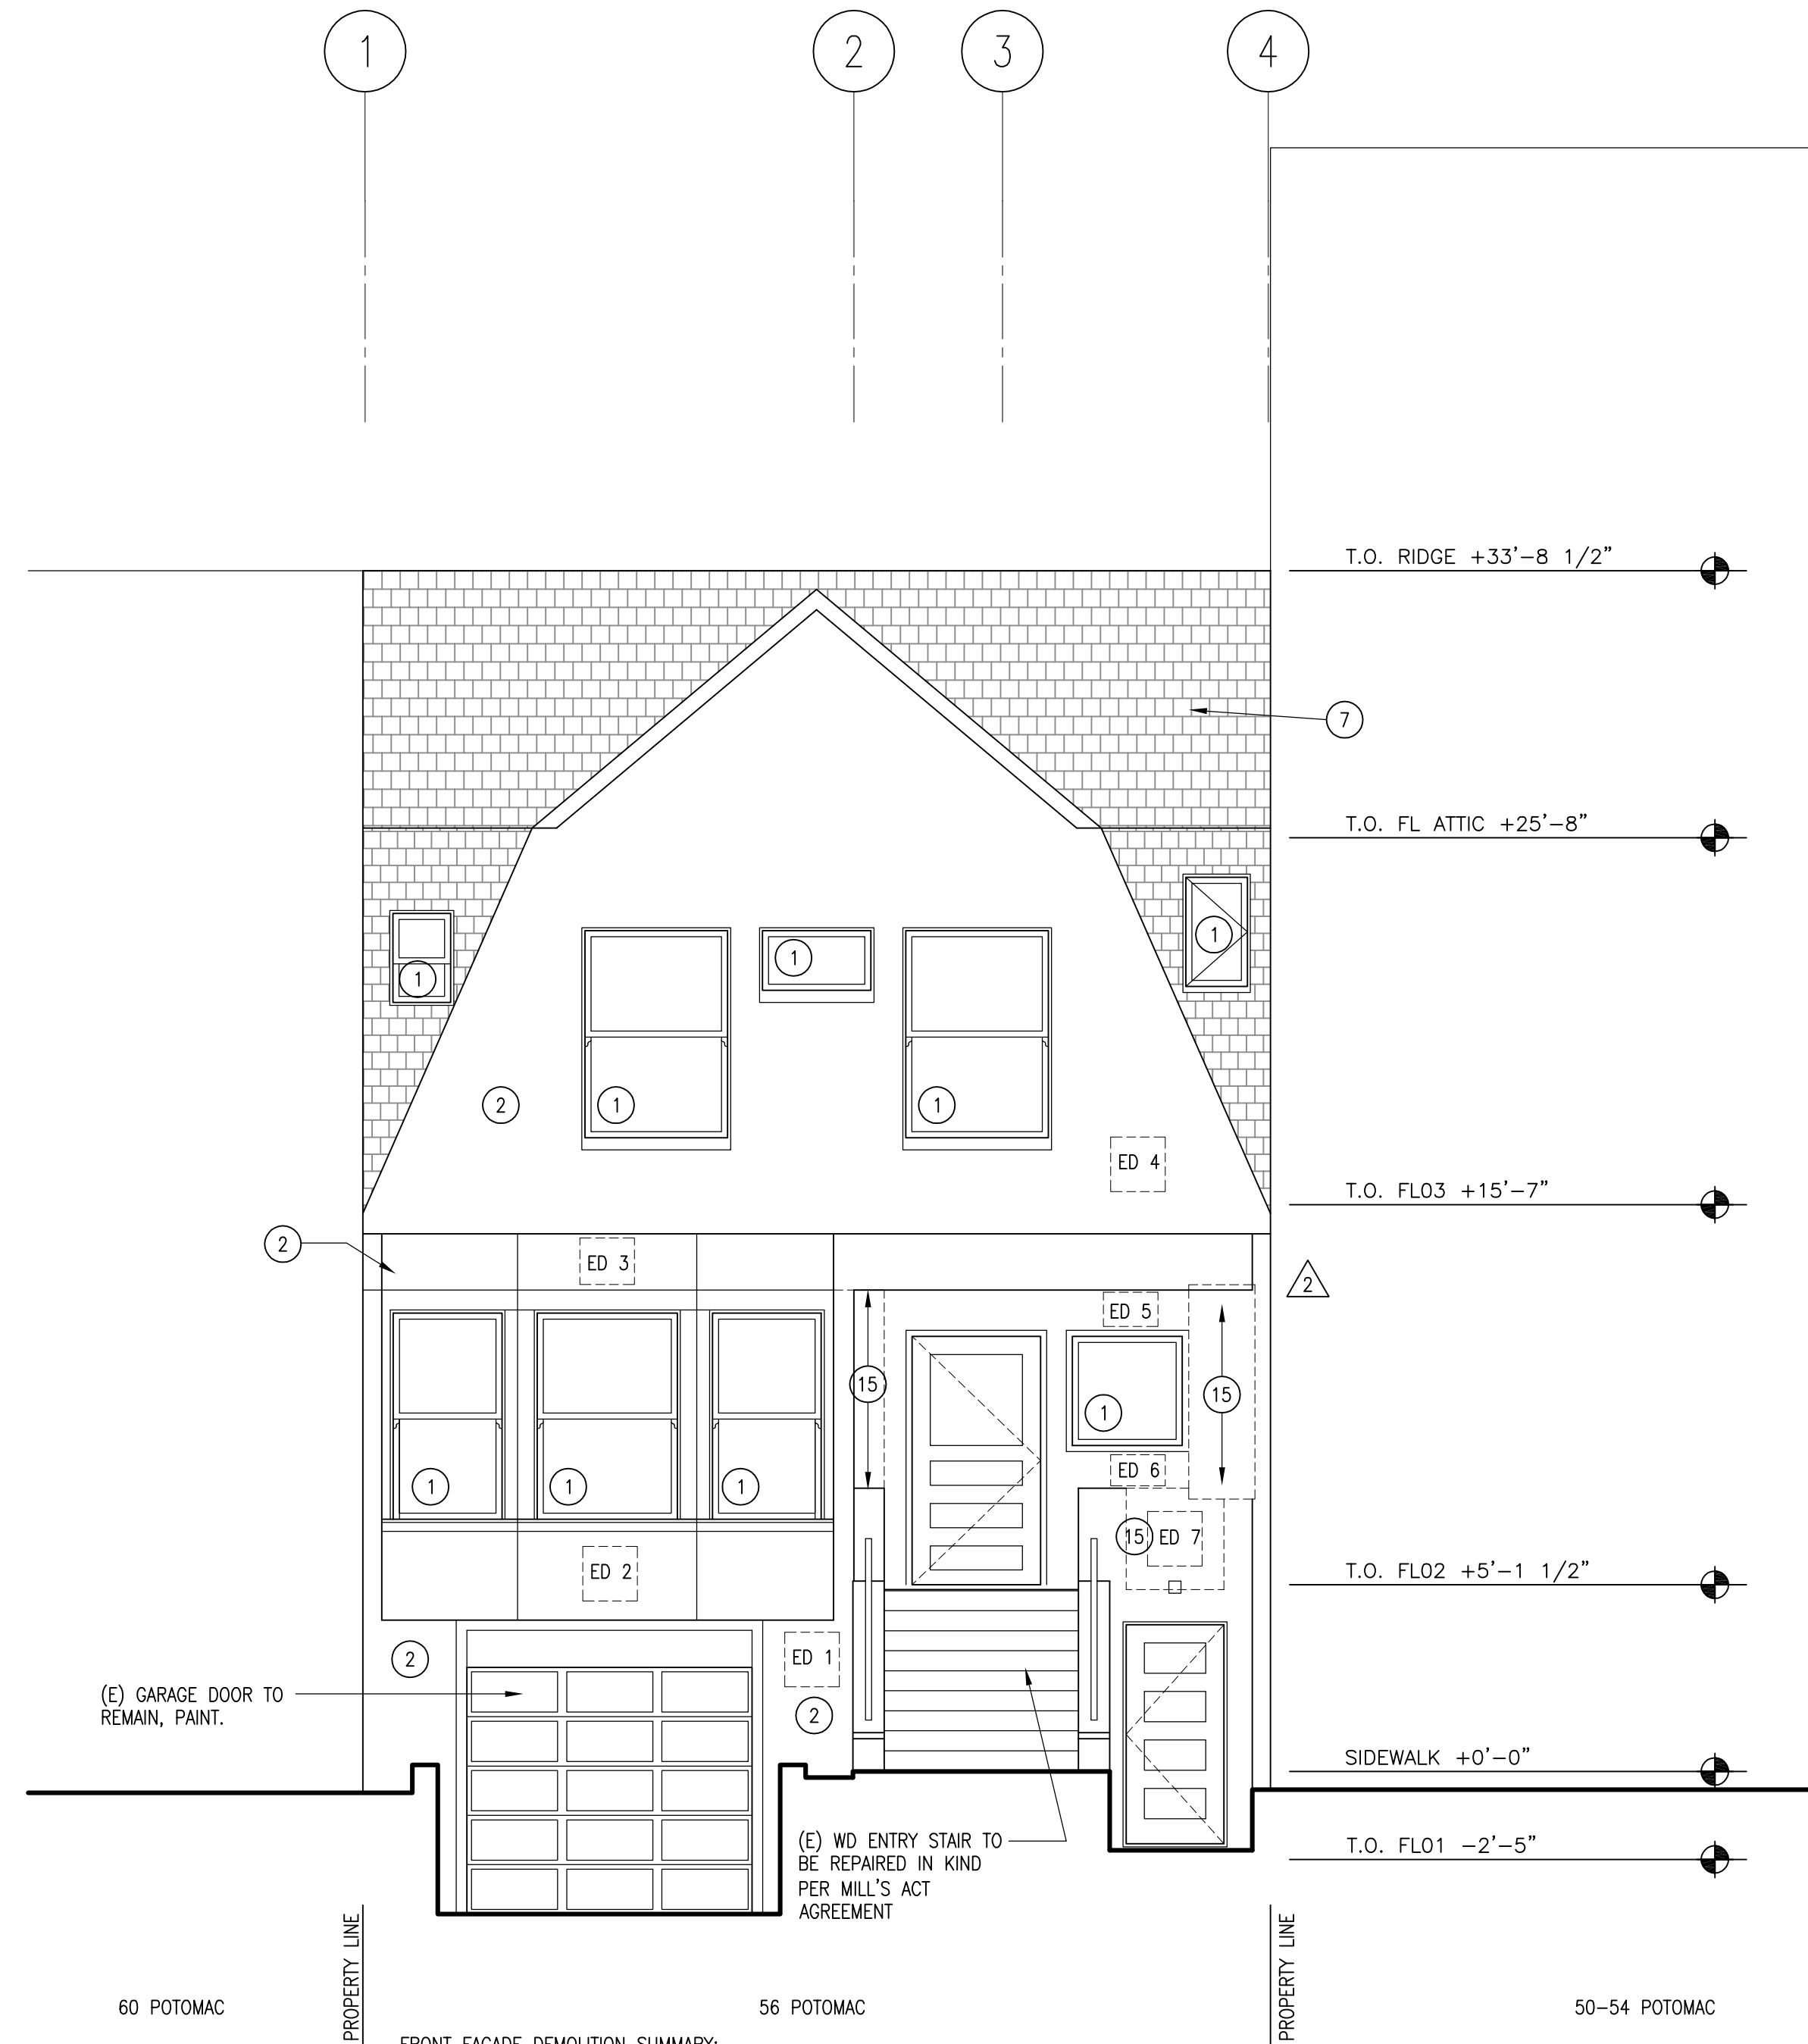 1
2
3
4
T.O. RIDGE +33'-8 1/2"
7
T.O. FL ATTIC +25'-8"
1
1
1
2
1
1
ED 4
T.O. FL03 +15'-7"
2
ED 3
2
ED 5
15
15
1
1
1
1
ED 6
15
ED 7
ED 2
T.O. FL02 +5'-1 1/2"
2
ED 1
(E) GARAGE DOOR TO
REMAIN, PAINT.
2
SIDEWALK +0'-0"
(E) WD ENTRY STAIR TO
BE REPAIRED IN KIND
PER MILL'S ACT
AGREEMENT
T.O. FL01 -2'-5"
PROPERTY LINE
PROPERTY LINE
60 POTOMAC
56 POTOMAC
50-54 POTOMAC
FRONT FACADE DEMOLITION SUMMARY: